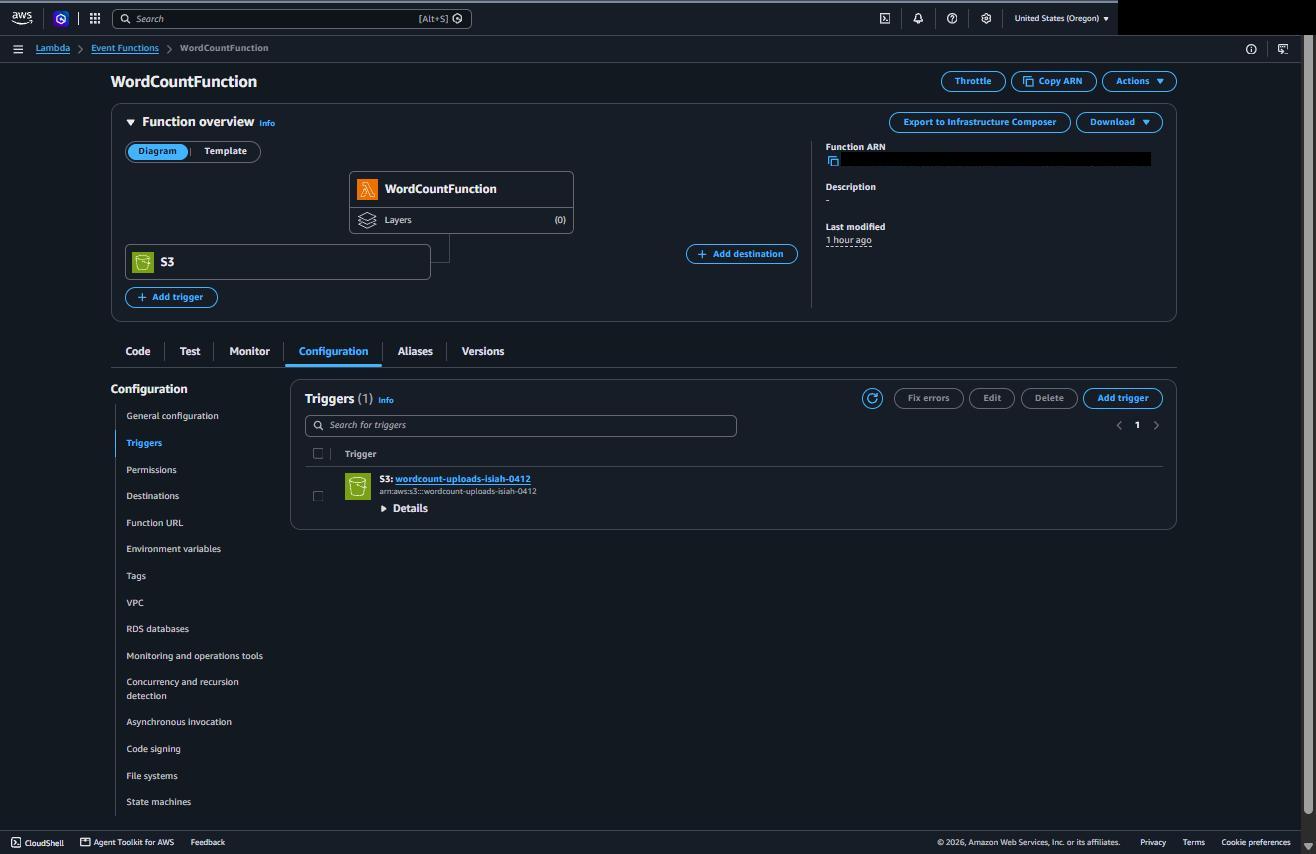 aws
Search [Alt+S]
United States (Oregon)
Lambda Event Functions WordCountFunction
WordCountFunction
Throttle Copy ARN Actions
Function overview Info
Export to Infrastructure Composer Download
Diagram Template
WordCountFunction
Layers (0)
S3
+ Add trigger
+ Add destination
Function ARN
Description
-
Last modified
1 hour ago
Code Test Monitor Configuration Aliases Versions
Configuration
General configuration
Triggers
Permissions
Destinations
Function URL
Environment variables
Tags
VPC
RDS databases
Monitoring and operations tools
Concurrency and recursion
detection
Asynchronous invocation
Code signing
File systems
State machines
Triggers (1) Info
Fix errors Edit Delete Add trigger
Search for triggers
1
Trigger
S3: wordcount-uploads-isiah-0412
arn:aws:s3:::wordcount-uploads-isiah-0412
Details
CloudShell Agent Toolkit for AWS Feedback
© 2026, Amazon Web Services, Inc. or its affiliates. Privacy Terms Cookie preferences